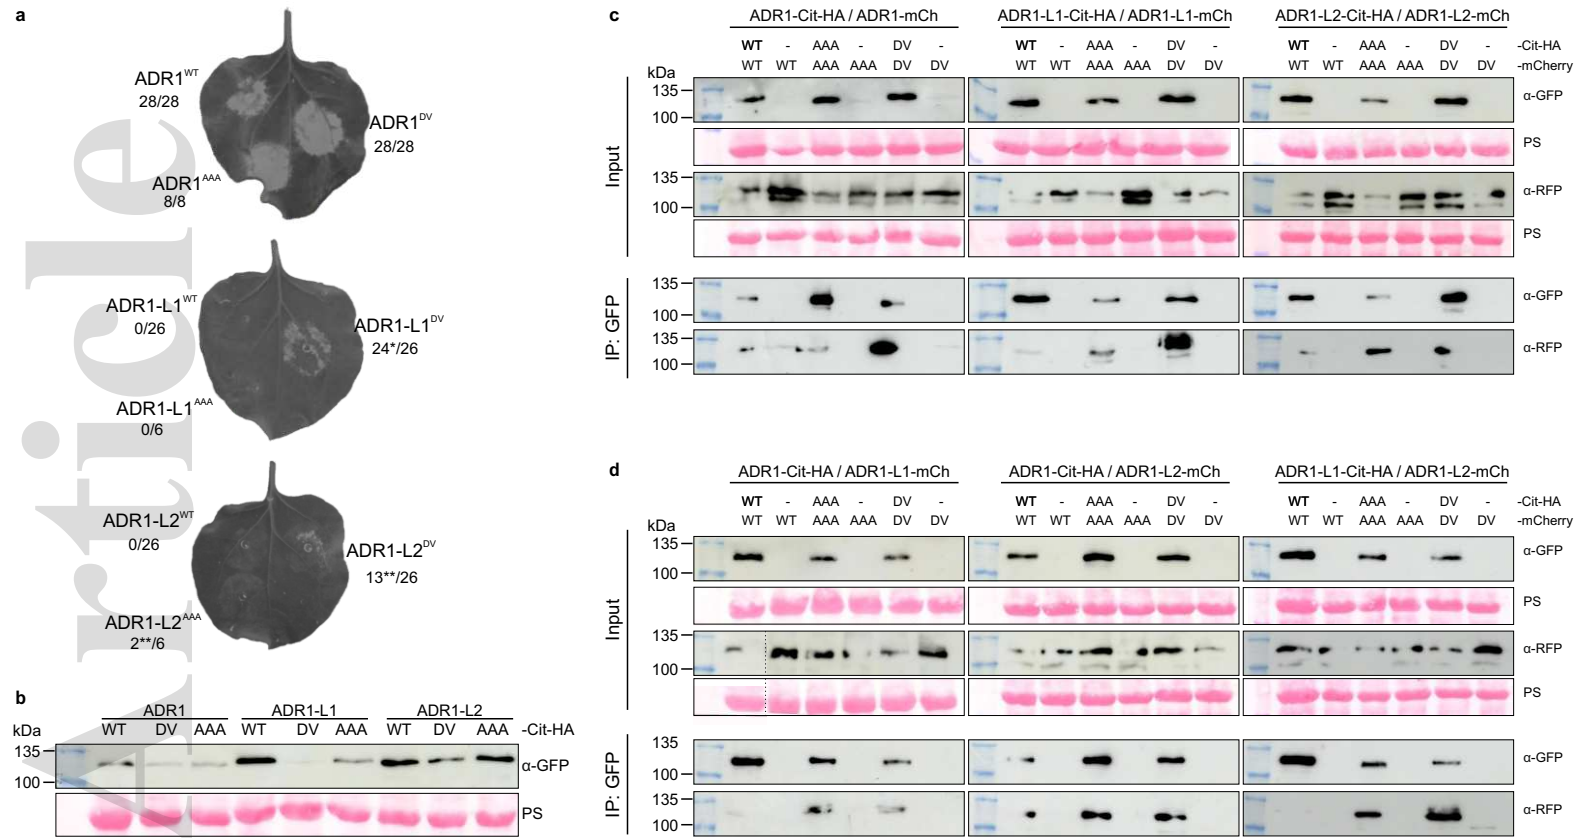 Article
a
ADR1WT
28/28
ADR1DV
28/28
ADR1AAA
8/8
ADR1-L1WT
0/26
ADR1-L1DV
24*/26
ADR1-L1AAA
0/6
ADR1-L2WT
0/26
ADR1-L2DV
13**/26
ADR1-L2AAA
2**/6
b
ADR1 ADR1-L1 ADR1-L2
kDa WT DV AAA WT DV AAA WT DV AAA -Cit-HA
135
α-GFP
100
PS
c
ADR1-Cit-HA / ADR1-mCh ADR1-L1-Cit-HA / ADR1-L1-mCh ADR1-L2-Cit-HA / ADR1-L2-mCh
WT - AAA - DV - WT - AAA - DV - WT - AAA - DV - -Cit-HA
WT WT AAA AAA DV DV WT WT AAA AAA DV DV WT WT AAA AAA DV DV -mCherry
kDa
Input
135
α-GFP
100
PS
135
α-RFP
100
PS
IP: GFP
135
α-GFP
100
135
α-RFP
100
d
ADR1-Cit-HA / ADR1-L1-mCh ADR1-Cit-HA / ADR1-L2-mCh ADR1-L1-Cit-HA / ADR1-L2-mCh
WT - AAA - DV - WT - AAA - DV - WT - AAA - DV - -Cit-HA
WT WT AAA AAA DV DV WT WT AAA AAA DV DV WT WT AAA AAA DV DV -mCherry
kDa
Input
135
α-GFP
100
PS
135
α-RFP
100
PS
IP: GFP
135
α-GFP
100
135
α-RFP
100